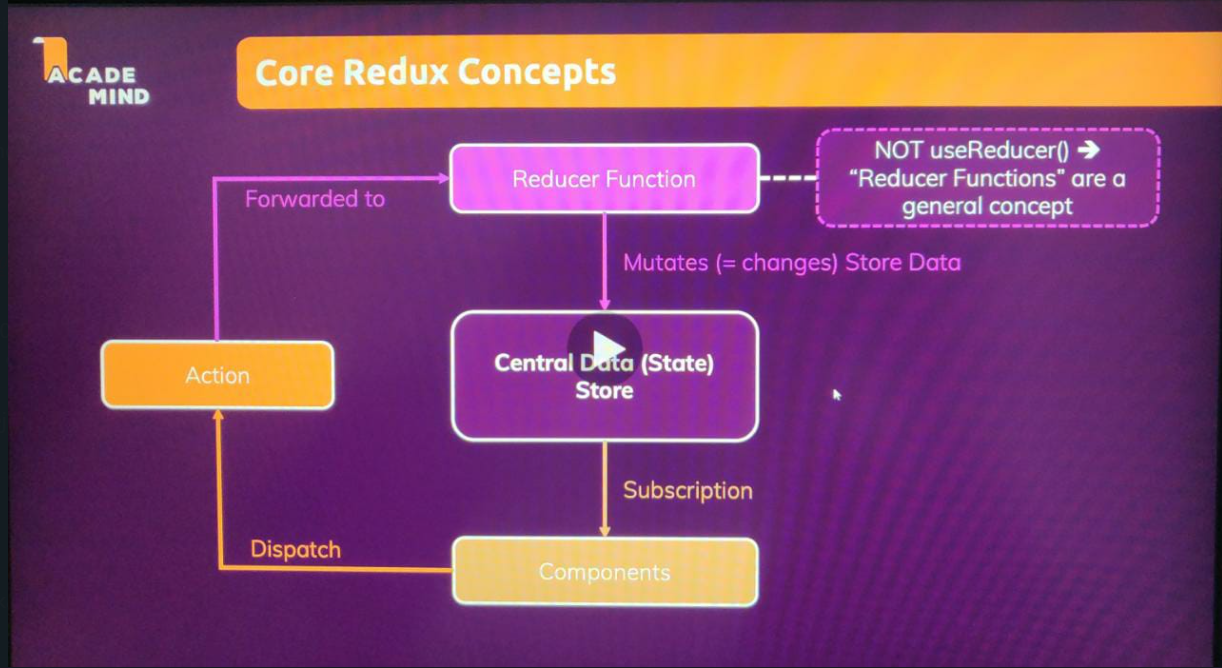 ACADE
MIND
Core Redux Concepts
Reducer Function
NOT useReducer() ➔
“Reducer Functions” are a
general concept
Forwarded to
Mutates (= changes) Store Data
Central Data (State)
Store
Action
Subscription
Dispatch
Components